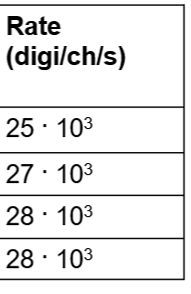 Rate
(digi/ch/s)
25 · 10³
27 · 10³
28 · 10³
28 · 10³